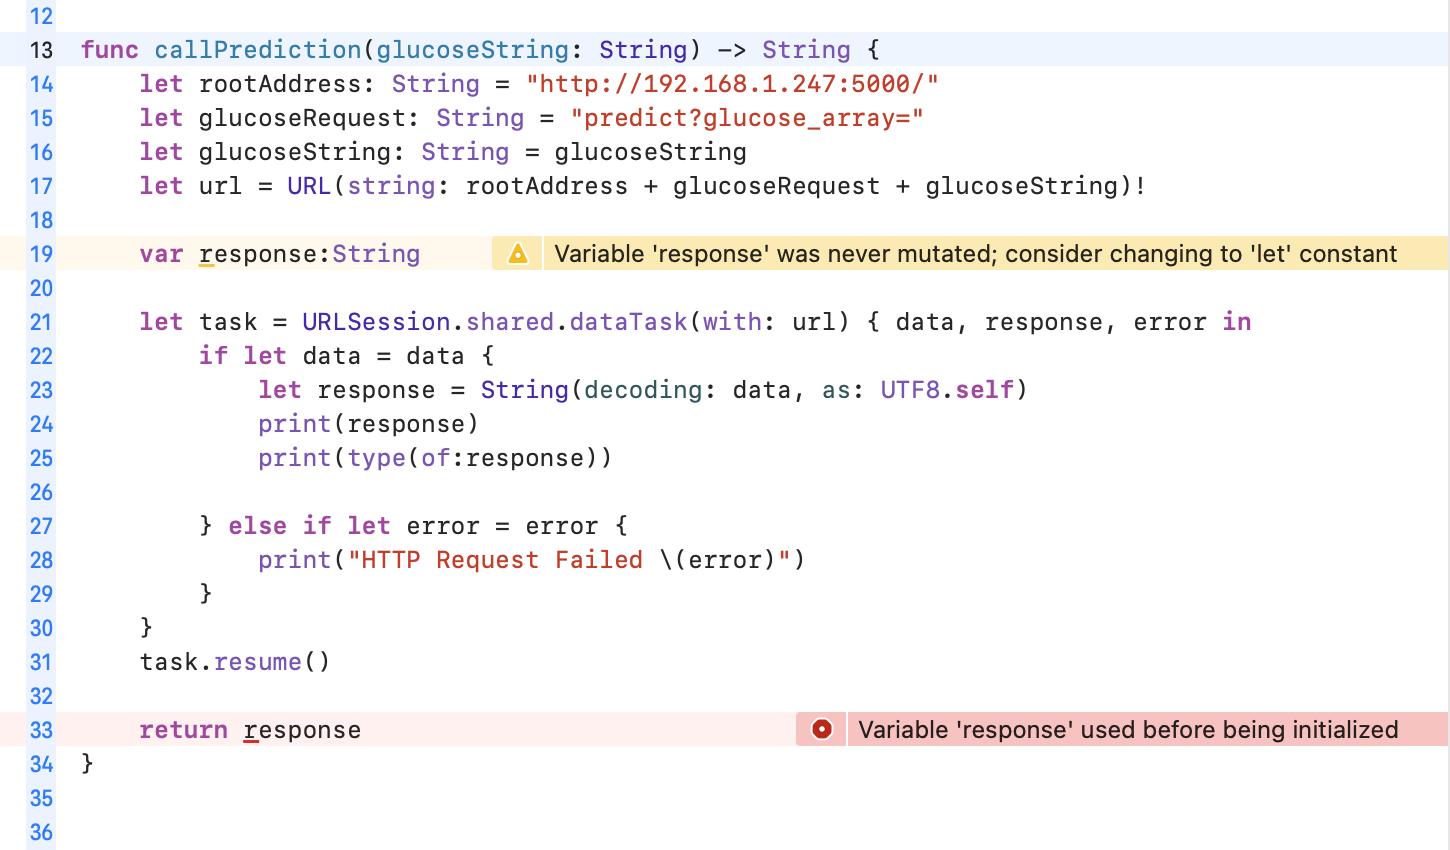 12
13 func callPrediction(glucoseString: String) -> String {
14     let rootAddress: String = "http://192.168.1.247:5000/"
15     let glucoseRequest: String = "predict?glucose_array="
16     let glucoseString: String = glucoseString
17     let url = URL(string: rootAddress + glucoseRequest + glucoseString)!
18
19     var response:String Variable 'response' was never mutated; consider changing to 'let' constant
20
21     let task = URLSession.shared.dataTask(with: url) { data, response, error in
22         if let data = data {
23             let response = String(decoding: data, as: UTF8.self)
24             print(response)
25             print(type(of:response))
26
27         } else if let error = error {
28             print("HTTP Request Failed \(error)")
29         }
30     }
31     task.resume()
32
33     return response Variable 'response' used before being initialized
34 }
35
36